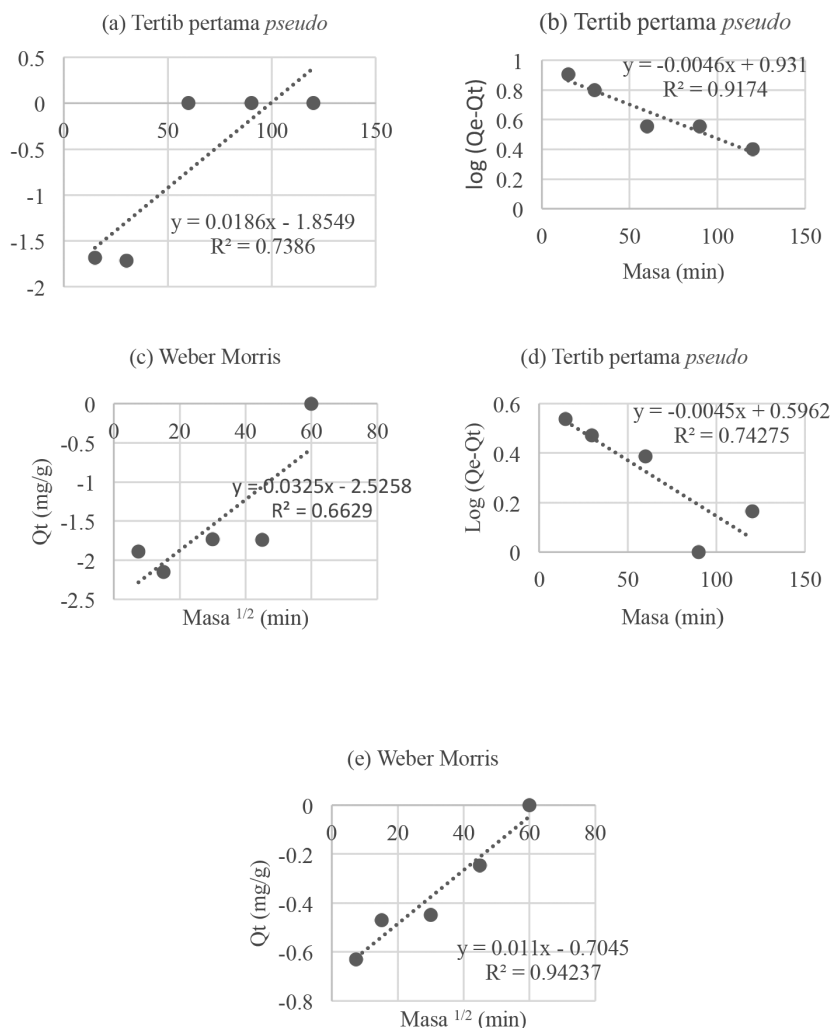 (a) Tertib pertama pseudo
0.5
0
-0.5
-1
-1.5
-2
0
50
100
150
y = 0.0186x - 1.8549
R² = 0.7386
(b) Tertib pertama pseudo
log (Qe-Qt)
1
0.8
0.6
0.4
0.2
0
y = -0.0046x + 0.931
R² = 0.9174
0
50
100
150
Masa (min)
(c) Weber Morris
Qt (mg/g)
0
-0.5
-1
-1.5
-2
-2.5
0
20
40
60
80
y = 0.0325x - 2.5258
R² = 0.6629
Masa ¹/² (min)
(d) Tertib pertama pseudo
Log (Qe-Qt)
0.6
0.4
0.2
0
y = -0.0045x + 0.5962
R² = 0.74275
0
50
100
150
Masa (min)
(e) Weber Morris
Qt (mg/g)
0
-0.2
-0.4
-0.6
-0.8
0
20
40
60
80
y = 0.011x - 0.7045
R² = 0.94237
Masa ¹/² (min)